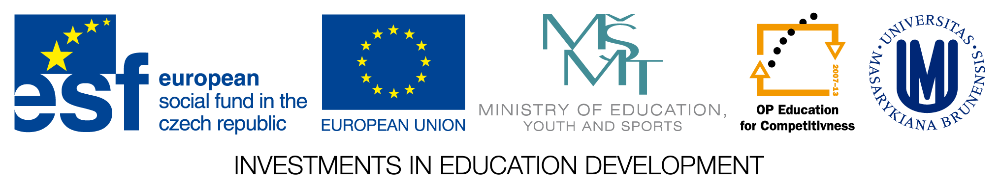 esf
european
social fund in the
czech republic
EUROPEAN UNION
MŠMT
MINISTRY OF EDUCATION,
YOUTH AND SPORTS
2007-13
OP Education
for Competitivness
UNIVERSITAS · MASARYKIANA BRUNENSIS ·
MU
INVESTMENTS IN EDUCATION DEVELOPMENT